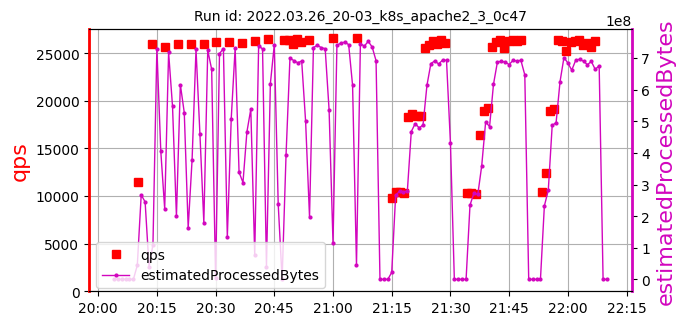 Run id: 2022.03.26_20-03_k8s_apache2_3_0c47
1e8
25000
20000
15000
10000
5000
0
qps
7
6
5
4
3
2
1
0
estimatedProcessedBytes
qps
estimatedProcessedBytes
20:00 20:15 20:30 20:45 21:00 21:15 21:30 21:45 22:00 22:15